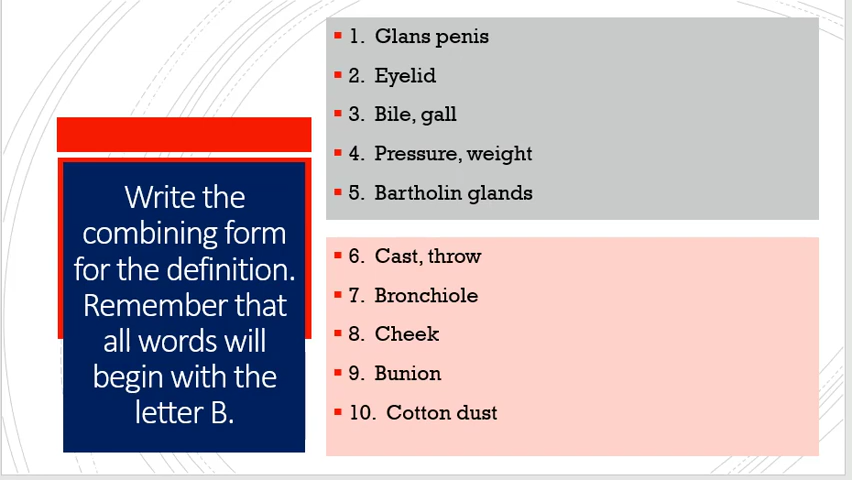 Write the
combining form
for the definition.
Remember that
all words will
begin with the
letter B.
1. Glans penis
2. Eyelid
3. Bile, gall
4. Pressure, weight
5. Bartholin glands
6. Cast, throw
7. Bronchiole
8. Cheek
9. Bunion
10. Cotton dust